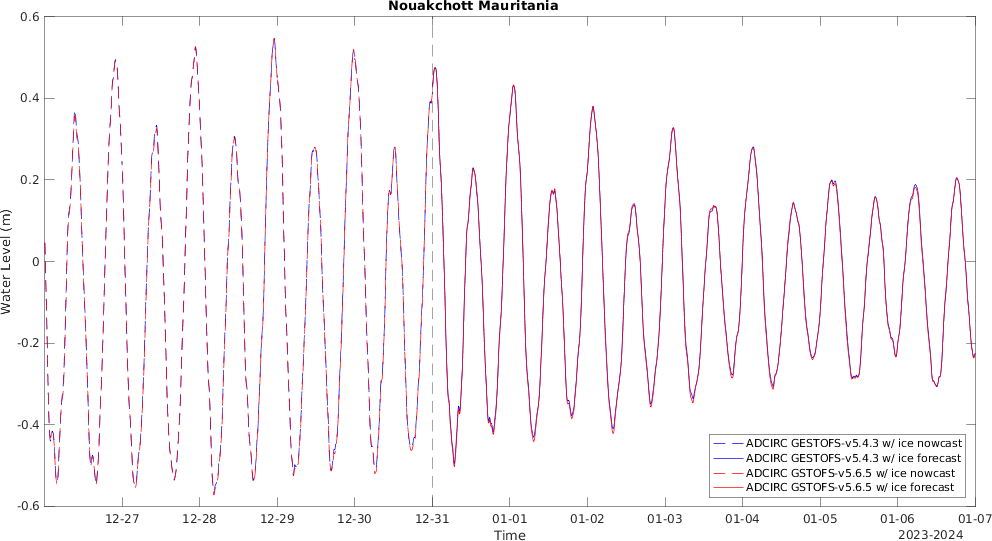 Nouakchott Mauritania
0.6
0.4
0.2
0
-0.2
-0.4
-0.6
Water Level (m)
12-27 12-28 12-29 12-30 12-31 01-01 01-02 01-03 01-04 01-05 01-06 01-07
Time
2023-2024
ADCIRC GESTOFS-v5.4.3 w/ ice nowcast
ADCIRC GESTOFS-v5.4.3 w/ ice forecast
ADCIRC GSTOFS-v5.6.5 w/ ice nowcast
ADCIRC GSTOFS-v5.6.5 w/ ice forecast